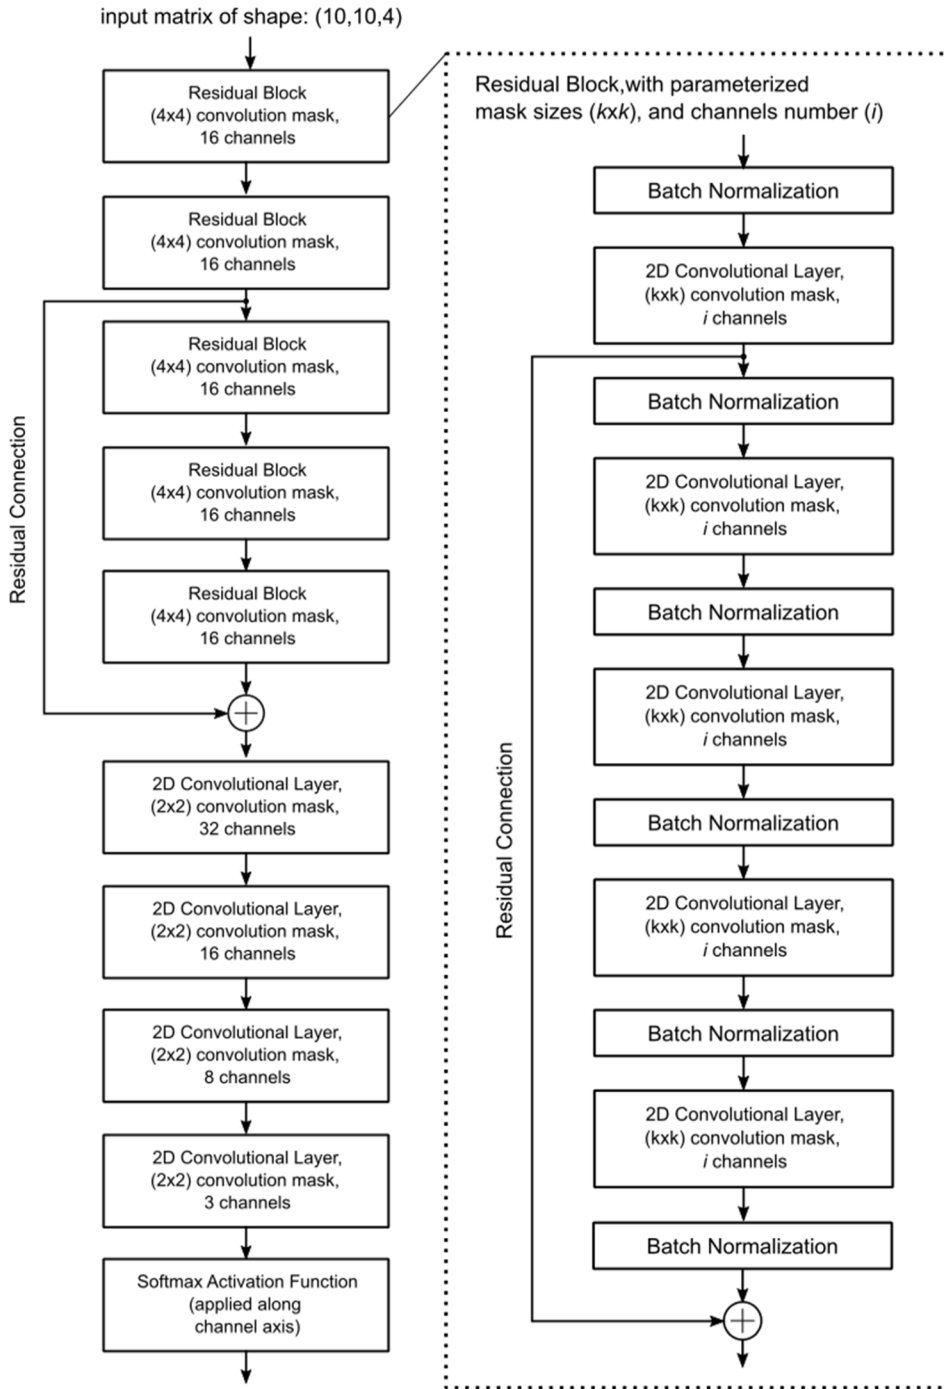 input matrix of shape: (10,10,4)
Residual Block
(4x4) convolution mask,
16 channels
Residual Block
(4x4) convolution mask,
16 channels
Residual Block
(4x4) convolution mask,
16 channels
Residual Block
(4x4) convolution mask,
16 channels
Residual Block
(4x4) convolution mask,
16 channels
Residual Connection
2D Convolutional Layer,
(2x2) convolution mask,
32 channels
2D Convolutional Layer,
(2x2) convolution mask,
16 channels
2D Convolutional Layer,
(2x2) convolution mask,
8 channels
2D Convolutional Layer,
(2x2) convolution mask,
3 channels
Softmax Activation Function
(applied along
channel axis)
Residual Block,with parameterized
mask sizes (kxk), and channels number (i)
Batch Normalization
2D Convolutional Layer,
(kxk) convolution mask,
i channels
Batch Normalization
2D Convolutional Layer,
(kxk) convolution mask,
i channels
Batch Normalization
2D Convolutional Layer,
(kxk) convolution mask,
i channels
Batch Normalization
2D Convolutional Layer,
(kxk) convolution mask,
i channels
Batch Normalization
2D Convolutional Layer,
(kxk) convolution mask,
i channels
Batch Normalization
Residual Connection